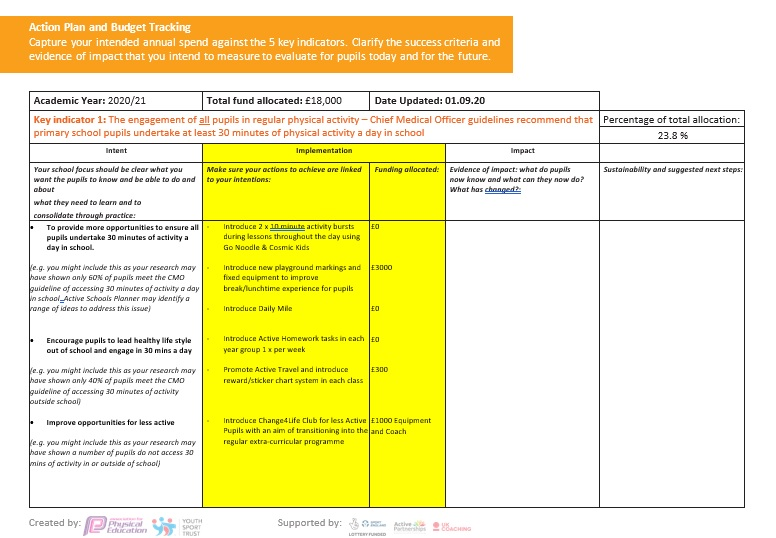 Action Plan and Budget Tracking
Capture your intended annual spend against the 5 key indicators. Clarify the success criteria and
evidence of impact that you intend to measure to evaluate for pupils today and for the future.
Academic Year: 2020/21
Total fund allocated: £18,000
Date Updated: 01.09.20
Key indicator 1: The engagement of all pupils in regular physical activity – Chief Medical Officer guidelines recommend that
primary school pupils undertake at least 30 minutes of physical activity a day in school
Percentage of total allocation:
23.8 %
Intent
Implementation
Impact
Your school focus should be clear what you
want the pupils to know and be able to do and
about
what they need to learn and to
consolidate through practice:
Make sure your actions to achieve are linked
to your intentions:
Funding allocated:
Evidence of impact: what do pupils
now know and what can they now do?
What has changed?:
Sustainability and suggested next steps:
• To provide more opportunities to ensure all
pupils undertake 30 minutes of activity a
day in school.
(e.g. you might include this as your research may
have shown only 60% of pupils meet the CMO
guideline of accessing 30 minutes of activity a day
in school. Active Schools Planner may identify a
range of ideas to address this issue)
• Encourage pupils to lead healthy life style
out of school and engage in 30 mins a day
(e.g. you might include this as your research may
have shown only 40% of pupils meet the CMO
guideline of accessing 30 minutes of activity
outside school)
• Improve opportunities for less active
(e.g. you might include this as your research may
have shown a number of pupils do not access 30
mins of activity in or outside of school)
- Introduce 2 x 10 minute activity bursts
during lessons throughout the day using
Go Noodle & Cosmic Kids
- Introduce new playground markings and
fixed equipment to improve
break/lunchtime experience for pupils
- Introduce Daily Mile
- Introduce Active Homework tasks in each
year group 1 x per week
- Promote Active Travel and introduce
reward/sticker chart system in each class
- Introduce Change4Life Club for less Active
Pupils with an aim of transitioning into the
regular extra-curricular programme
£0
£3000
£0
£0
£300
£1000 Equipment
and Coach
Created by:
Physical
Education
YOUTH
SPORT
TRUST
Supported by:
LOTTERY FUNDED
Active
Partnerships
UK
COACHING